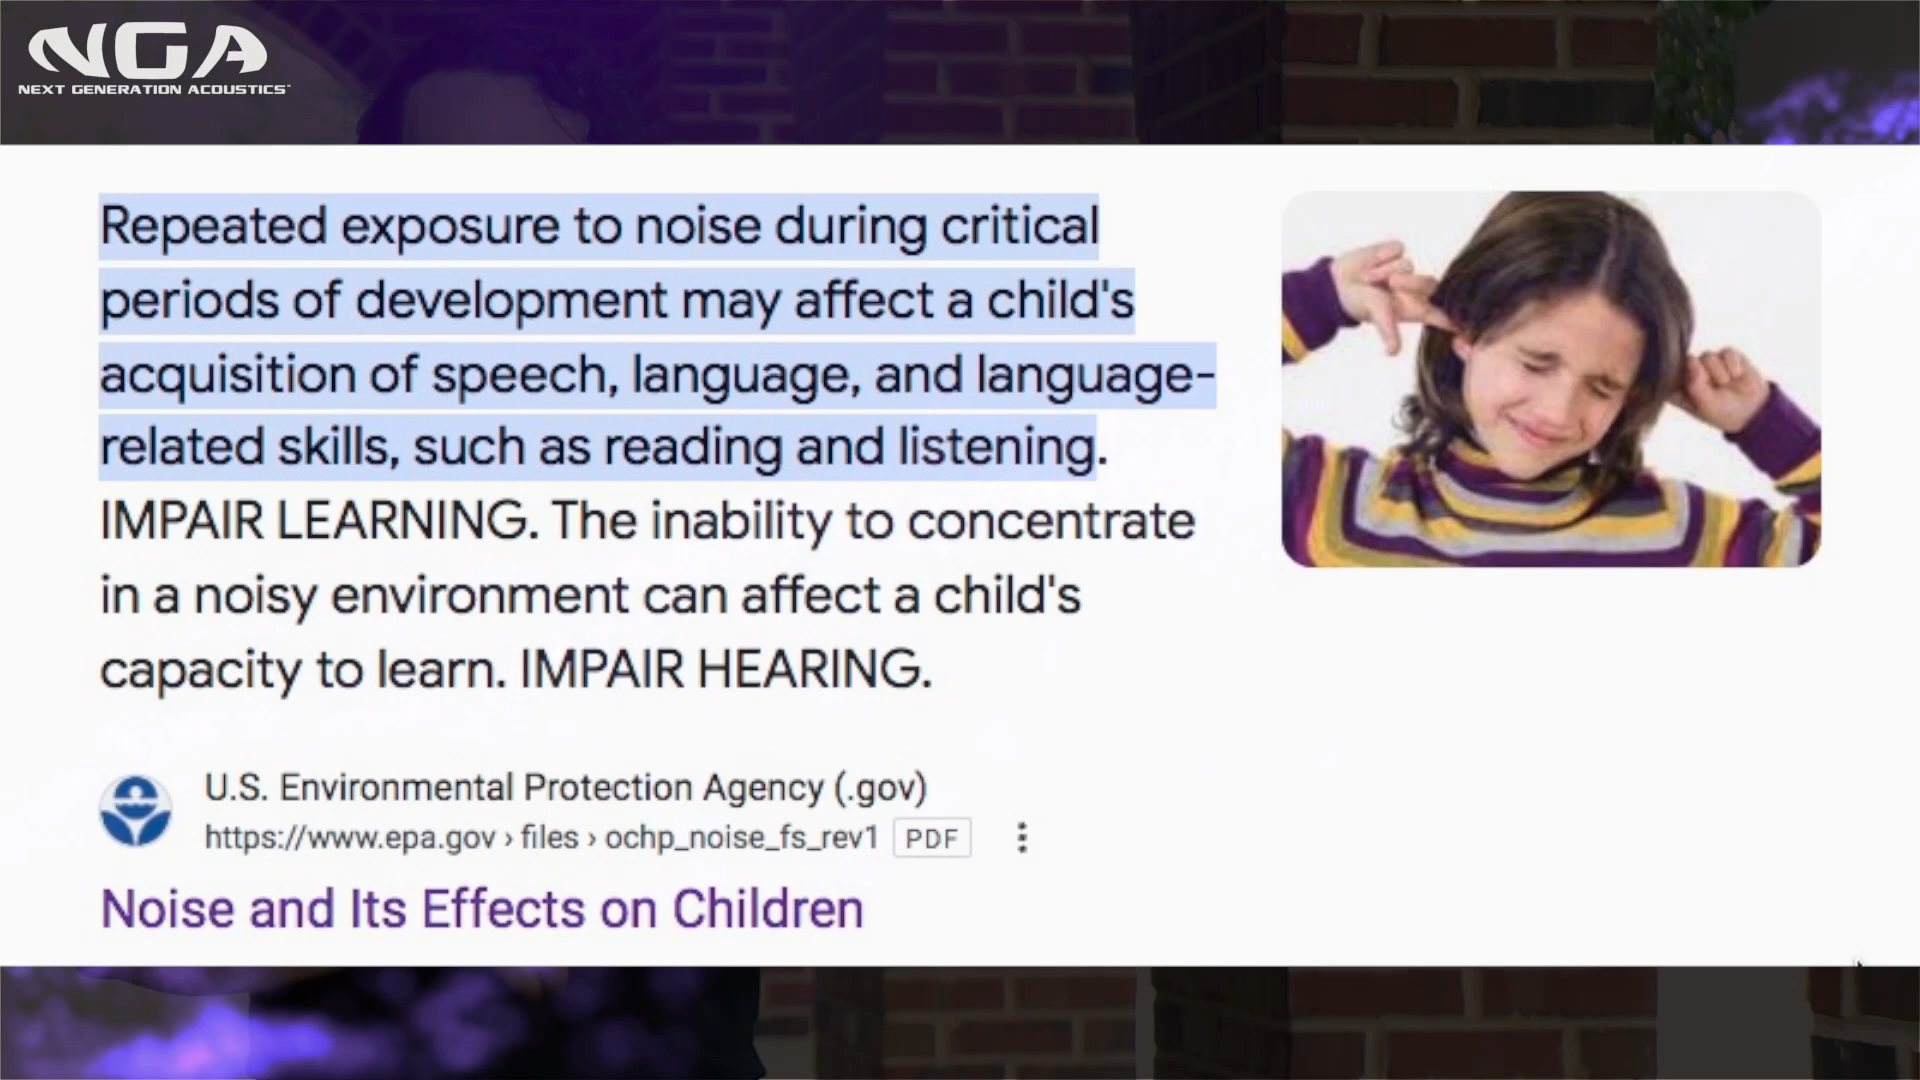 NGA
NEXT GENERATION ACOUSTICS™
Repeated exposure to noise during critical
periods of development may affect a child's
acquisition of speech, language, and language-
related skills, such as reading and listening.
IMPAIR LEARNING. The inability to concentrate
in a noisy environment can affect a child's
capacity to learn. IMPAIR HEARING.
U.S. Environmental Protection Agency (.gov)
https://www.epa.gov › files › ochp_noise_fs_rev1 PDF
Noise and Its Effects on Children